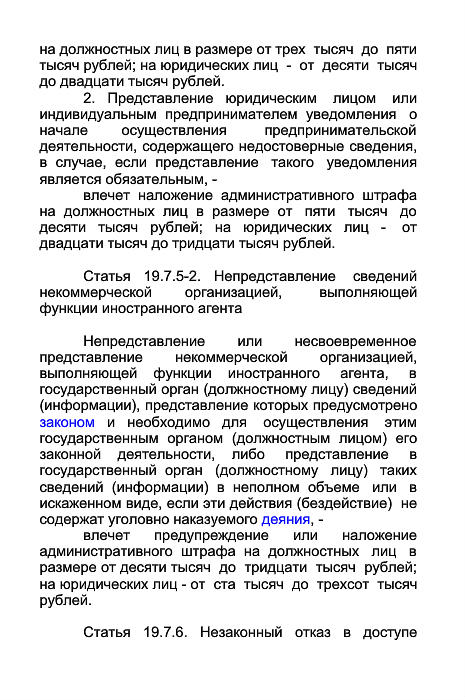 на должностных лиц в размере от трех тысяч до пяти
тысяч рублей; на юридических лиц - от десяти тысяч
до двадцати тысяч рублей.
2. Представление юридическим лицом или
индивидуальным предпринимателем уведомления о
начале осуществления предпринимательской
деятельности, содержащего недостоверные сведения,
в случае, если представление такого уведомления
является обязательным, -
влечет наложение административного штрафа
на должностных лиц в размере от пяти тысяч до
десяти тысяч рублей; на юридических лиц - от
двадцати тысяч до тридцати тысяч рублей.
Статья 19.7.5-2. Непредставление сведений
некоммерческой организацией, выполняющей
функции иностранного агента
Непредставление или несвоевременное
представление некоммерческой организацией,
выполняющей функции иностранного агента, в
государственный орган (должностному лицу) сведений
(информации), представление которых предусмотрено
законом и необходимо для осуществления этим
государственным органом (должностным лицом) его
законной деятельности, либо представление в
государственный орган (должностному лицу) таких
сведений (информации) в неполном объеме или в
искаженном виде, если эти действия (бездействие) не
содержат уголовно наказуемого деяния, -
влечет предупреждение или наложение
административного штрафа на должностных лиц в
размере от десяти тысяч до тридцати тысяч рублей;
на юридических лиц - от ста тысяч до трехсот тысяч
рублей.
Статья 19.7.6. Незаконный отказ в доступе